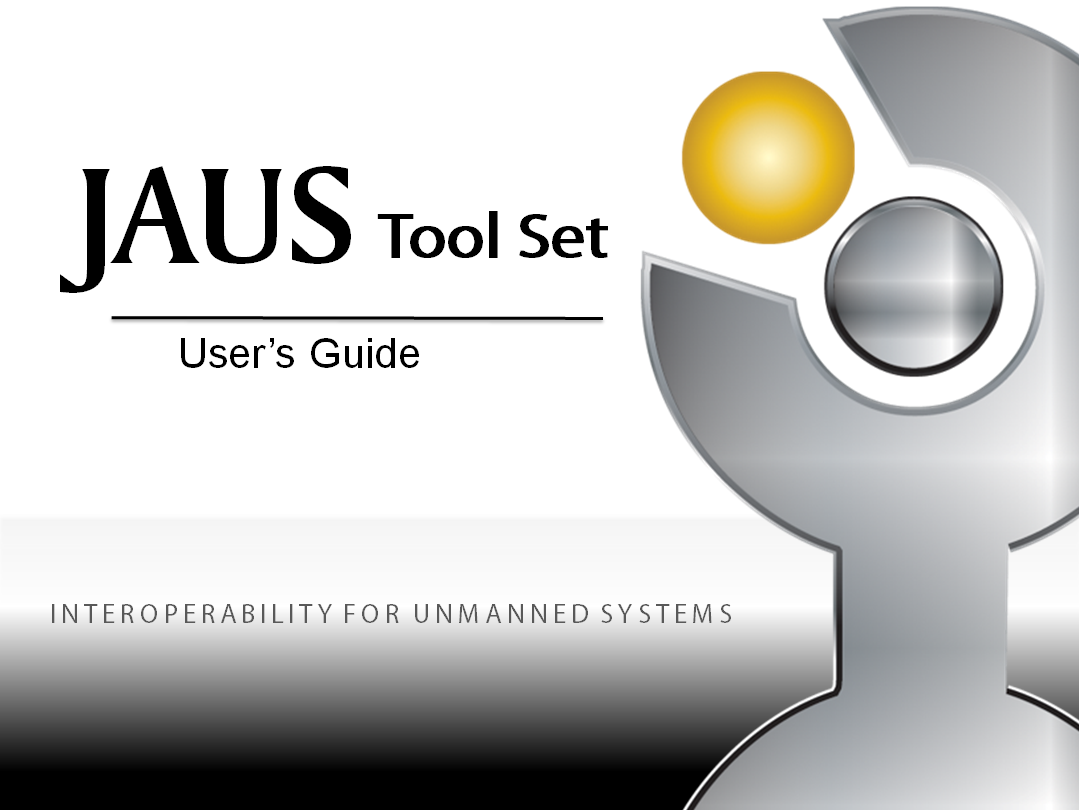 JAUS Tool Set
User’s Guide
INTEROPERABILITY FOR UNMANNED SYSTEMS